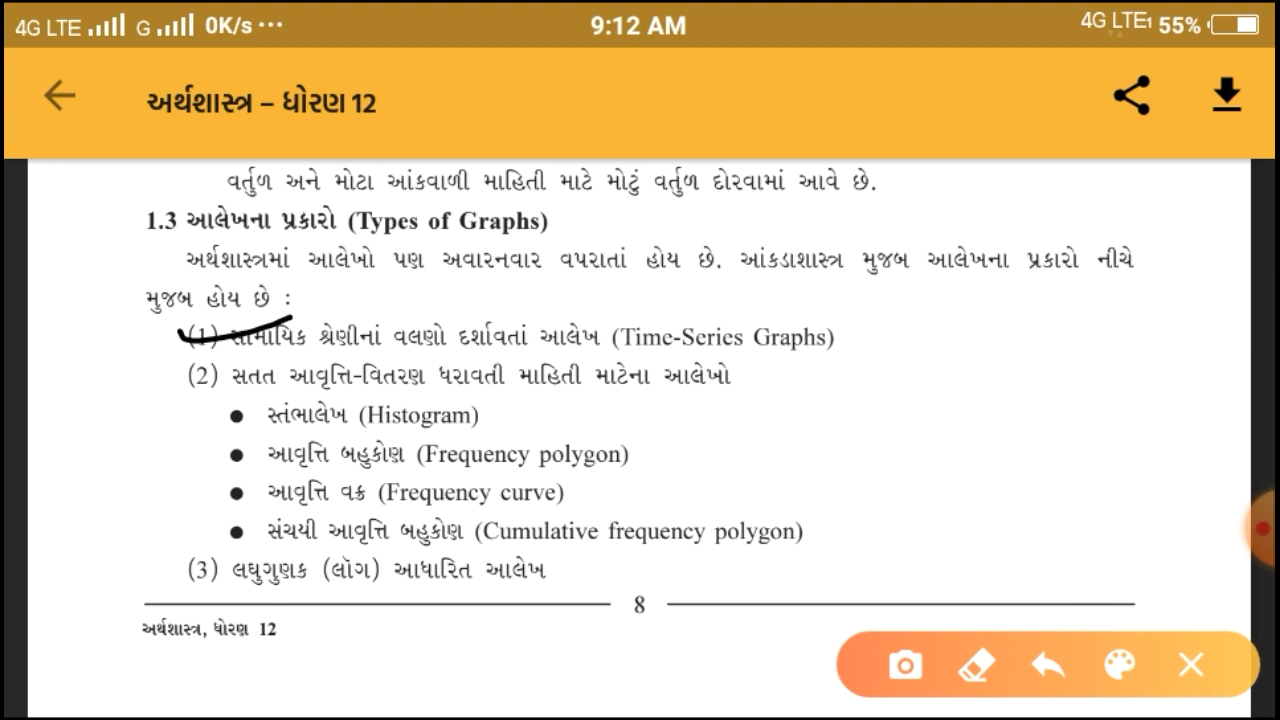 4G LTE G 0K/s ··· 9:12 AM 4G LTE 55%
અર્થશાસ્ત્ર – ધોરણ 12
વર્તુળ અને મોટા આંકવાળી માહિતી માટે મોટું વર્તુળ દોરવામાં આવે છે.
1.3 આલેખના પ્રકારો (Types of Graphs)
અર્થશાસ્ત્રમાં આલેખો પણ અવારનવાર વપરાતાં હોય છે. આંકડાશાસ્ત્ર મુજબ આલેખના પ્રકારો નીચે
મુજબ હોય છે :
(1) સામાયિક શ્રેણીનાં વલણો દર્શાવતાં આલેખ (Time-Series Graphs)
(2) સતત આવૃત્તિ-વિતરણ ધરાવતી માહિતી માટેના આલેખો
● સ્તંભાલેખ (Histogram)
● આવૃત્તિ બહુકોણ (Frequency polygon)
● આવૃત્તિ વક્ર (Frequency curve)
● સંચયી આવૃત્તિ બહુકોણ (Cumulative frequency polygon)
(3) લઘુગુણક (લૉગ) આધારિત આલેખ
8
અર્થશાસ્ત્ર, ધોરણ 12